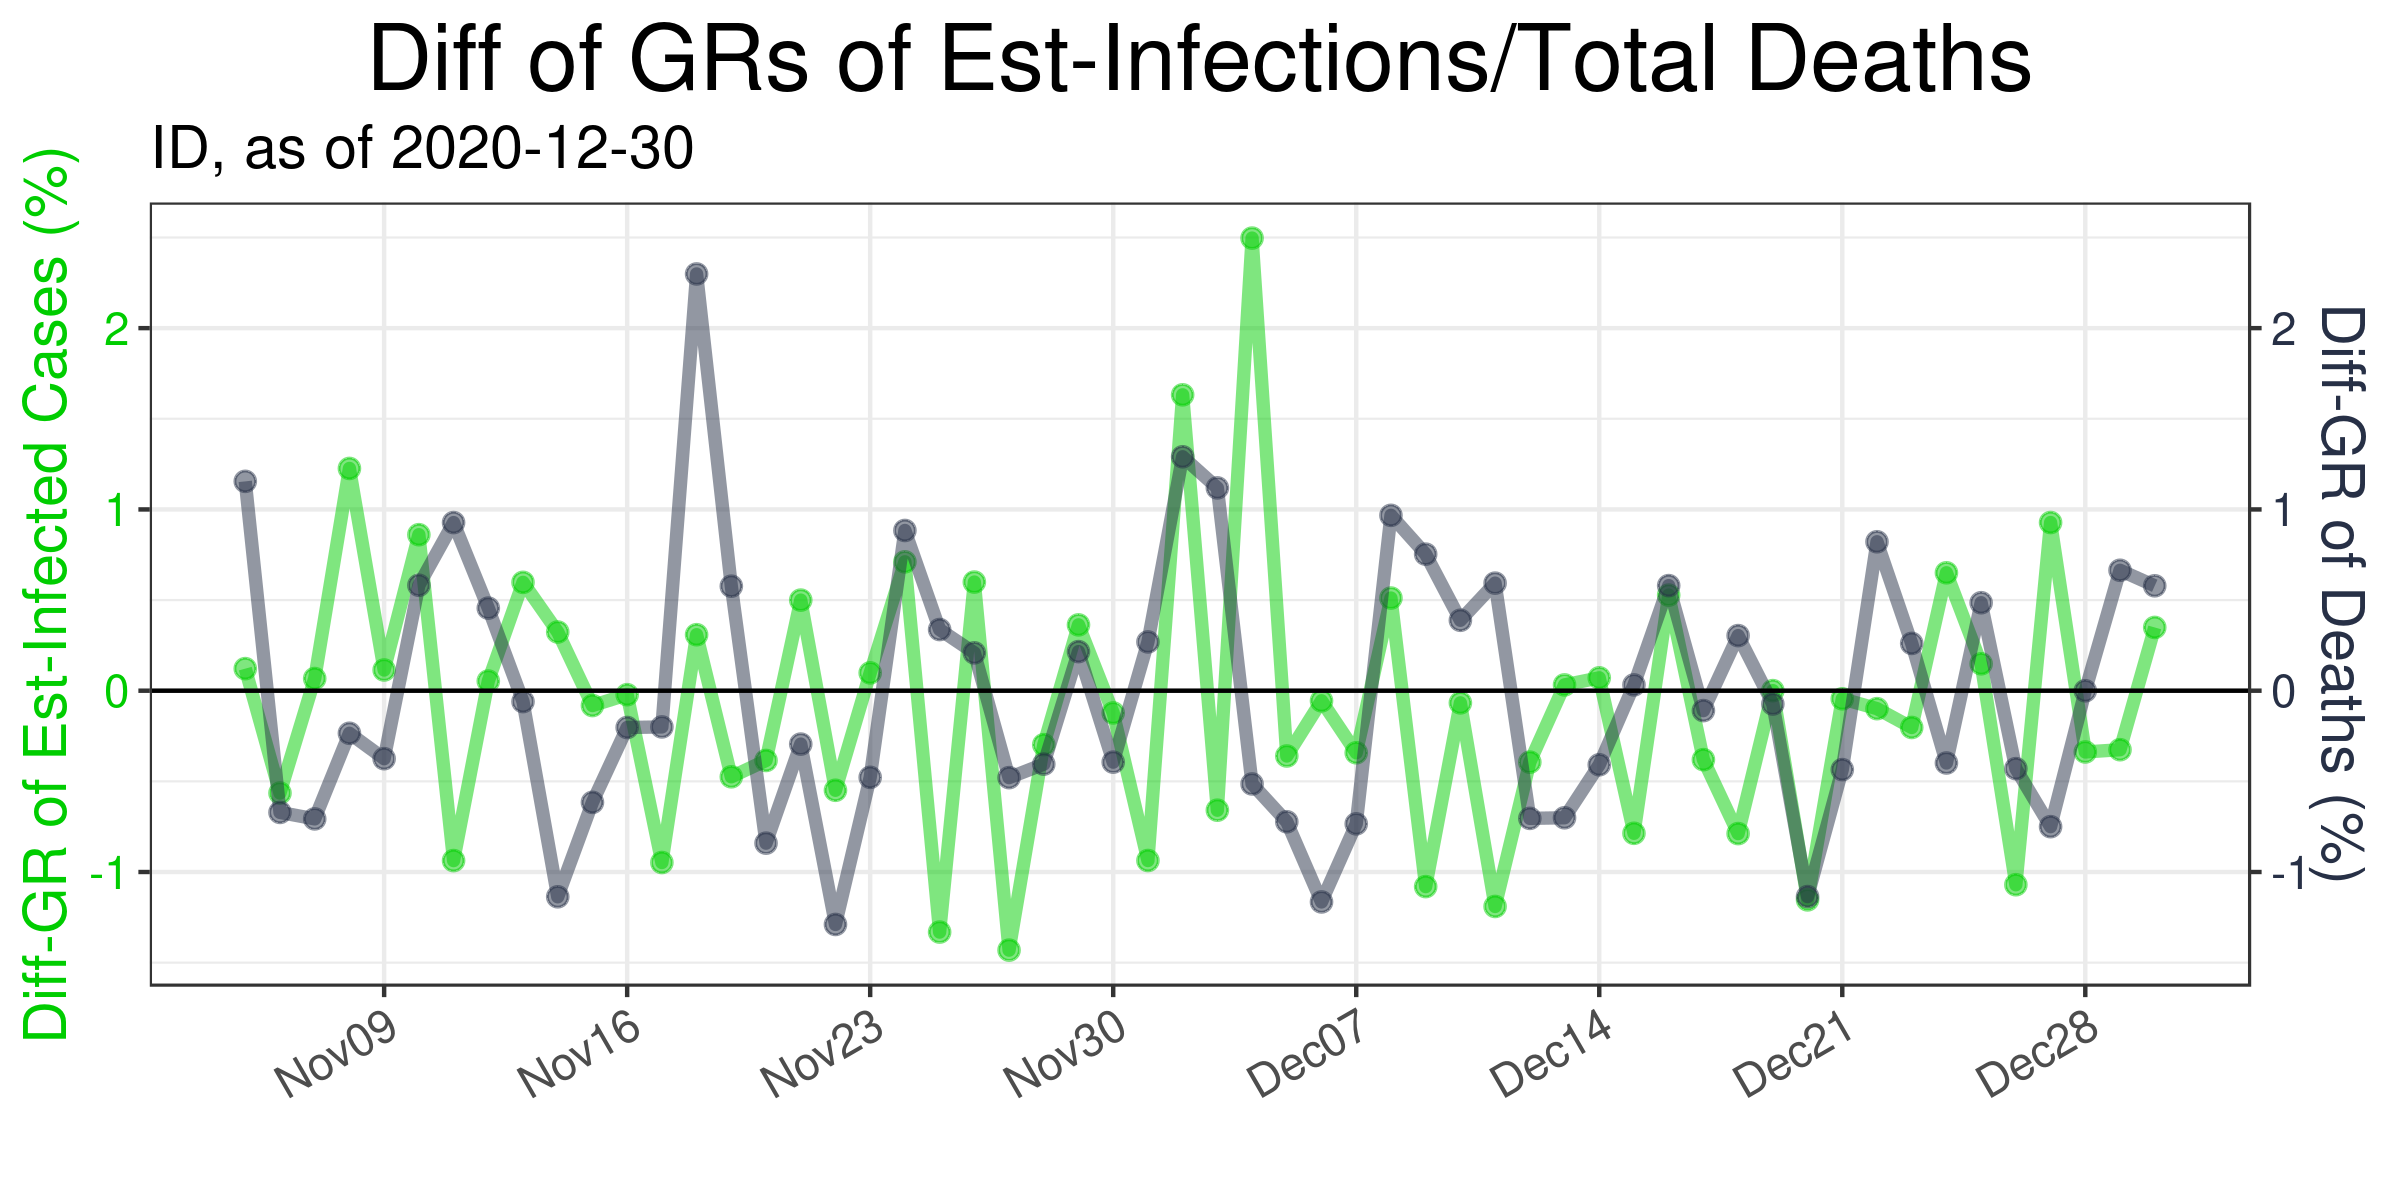 Diff of GRs of Est-Infections/Total Deaths
ID, as of 2020-12-30
Diff-GR of Est-Infected Cases (%)
2
1
0
-1
2
1
0
-1
Diff-GR of Deaths (%)
Nov09
Nov16
Nov23
Nov30
Dec07
Dec14
Dec21
Dec28